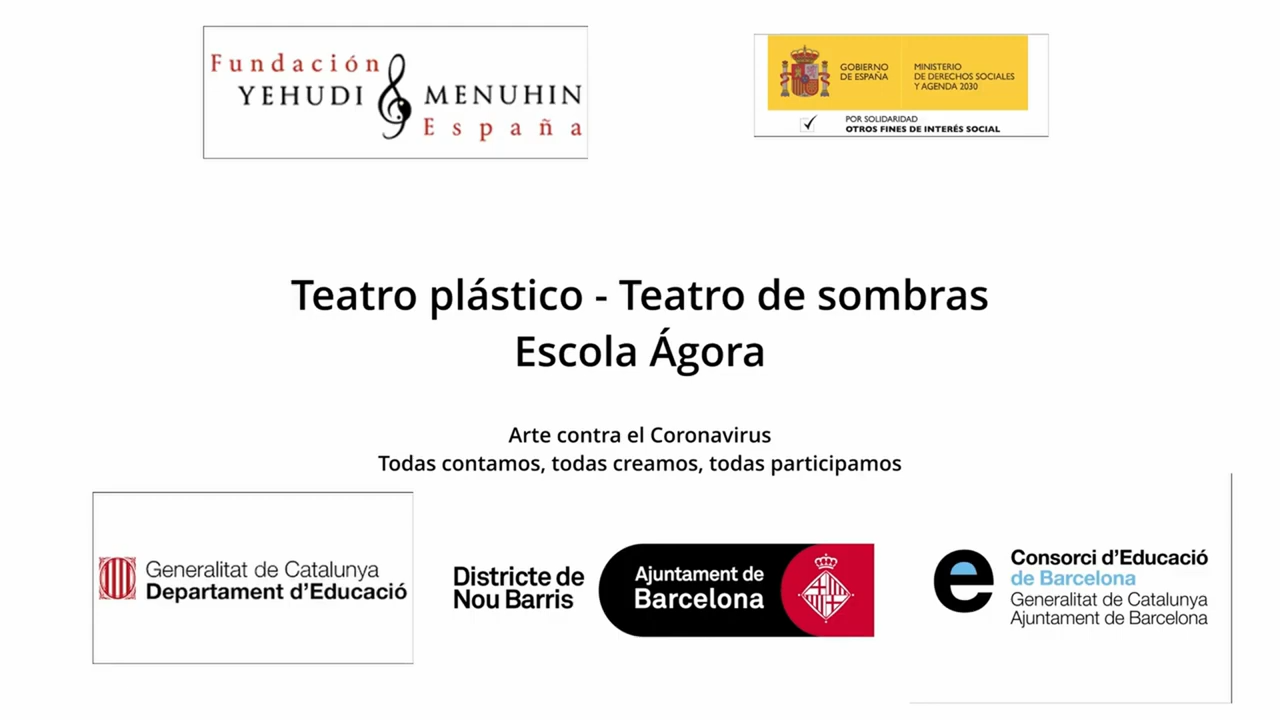 Fundación
YEHUDI MENUHIN
España
GOBIERNO
DE ESPAÑA
MINISTERIO
DE DERECHOS SOCIALES
Y AGENDA 2030
POR SOLIDARIDAD
OTROS FINES DE INTERÉS SOCIAL
Teatro plástico - Teatro de sombras
Escola Ágora
Arte contra el Coronavirus
Todas contamos, todas creamos, todas participamos
Generalitat de Catalunya
Departament d'Educació
Districte de
Nou Barris
Ajuntament de
Barcelona
e
Consorci d'Educació
de Barcelona
Generalitat de Catalunya
Ajuntament de Barcelona